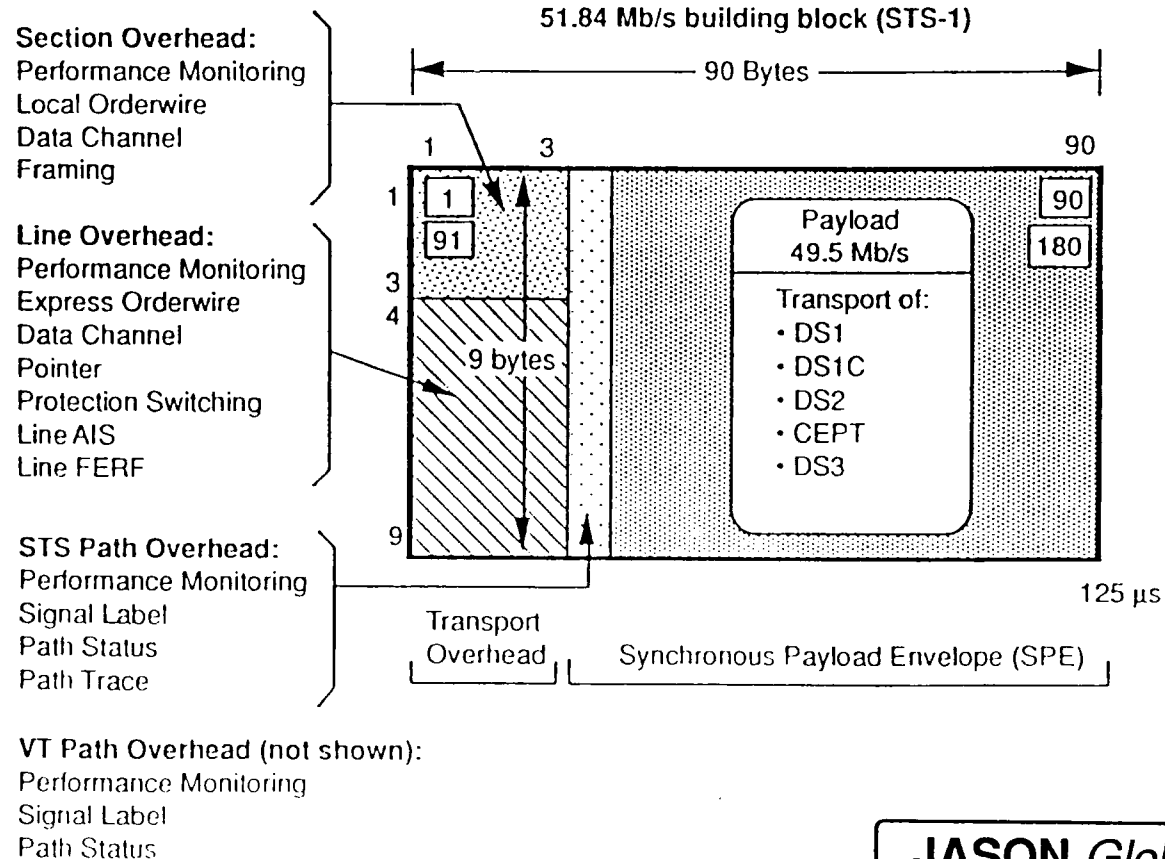 51.84 Mb/s building block (STS-1)
Section Overhead:
Performance Monitoring
Local Orderwire
Data Channel
Framing
Line Overhead:
Performance Monitoring
Express Orderwire
Data Channel
Pointer
Protection Switching
Line AIS
Line FERF
STS Path Overhead:
Performance Monitoring
Signal Label
Path Status
Path Trace
VT Path Overhead (not shown):
Performance Monitoring
Signal Label
Path Status
90 Bytes
1 3 90
1
3
4
9
1
91
90
180
9 bytes
Payload
49.5 Mb/s
Transport of:
• DS1
• DS1C
• DS2
• CEPT
• DS3
125 µs
Transport
Overhead
Synchronous Payload Envelope (SPE)
JASON